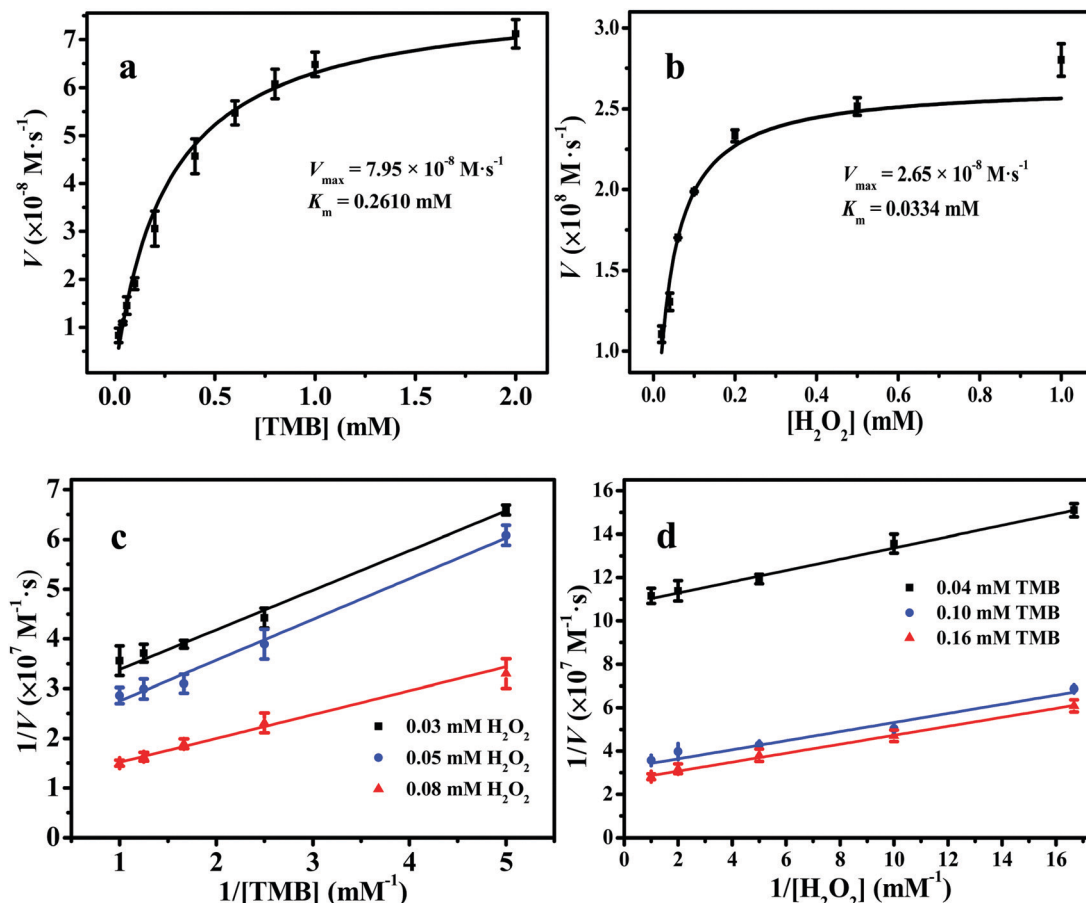 a
7
6
5
4
3
2
1
V (×10⁻⁸ M·s⁻¹)
V_max = 7.95 × 10⁻⁸ M·s⁻¹
K_m = 0.2610 mM
0.0 0.5 1.0 1.5 2.0
[TMB] (mM)
b
3.0
2.5
2.0
1.5
1.0
V (×10⁸ M·s⁻¹)
V_max = 2.65 × 10⁻⁸ M·s⁻¹
K_m = 0.0334 mM
0.0 0.2 0.4 0.6 0.8 1.0
[H₂O₂] (mM)
c
7
6
5
4
3
2
1
0
1/V (×10⁷ M⁻¹·s)
0.03 mM H₂O₂
0.05 mM H₂O₂
0.08 mM H₂O₂
1 2 3 4 5
1/[TMB] (mM⁻¹)
d
16
14
12
10
8
6
4
2
0
1/V (×10⁷ M⁻¹·s)
0.04 mM TMB
0.10 mM TMB
0.16 mM TMB
0 2 4 6 8 10 12 14 16
1/[H₂O₂] (mM⁻¹)